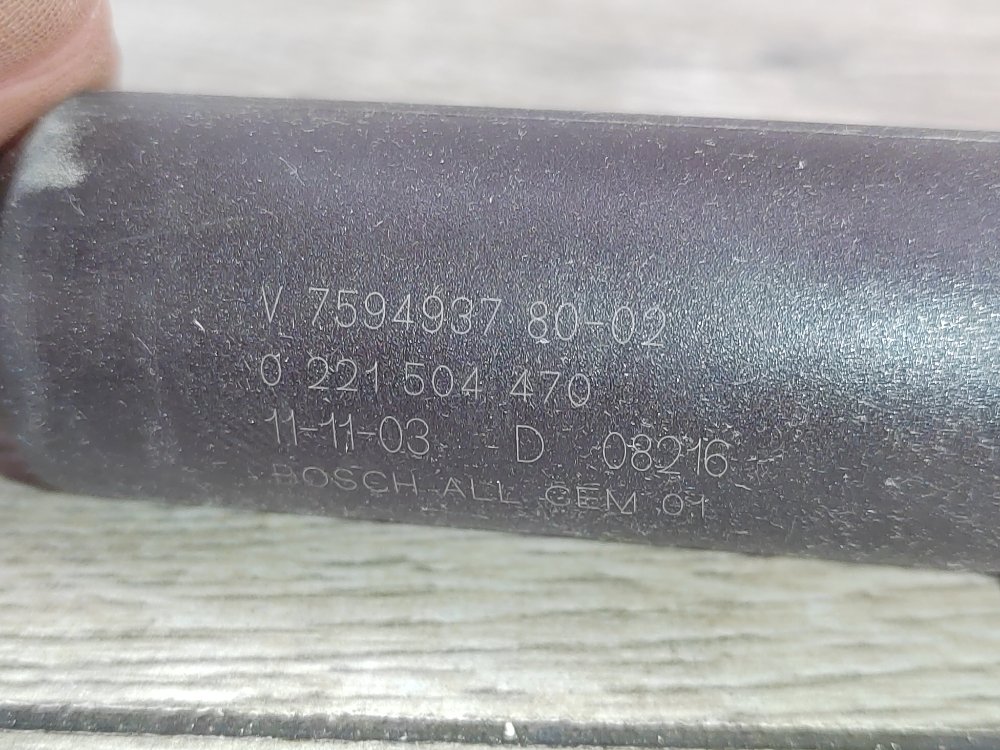 V 7594937 80-02
0 221 504 470
11-11-03 D 08216
BOSCH ALL GEM 01